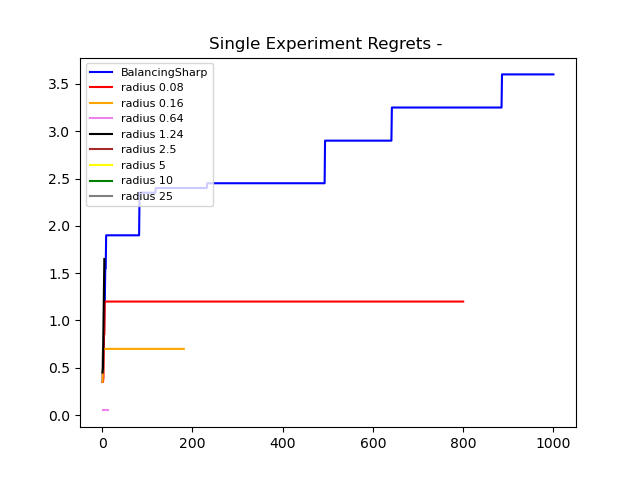 Single Experiment Regrets -
BalancingSharp
radius 0.08
radius 0.16
radius 0.64
radius 1.24
radius 2.5
radius 5
radius 10
radius 25
3.5
3.0
2.5
2.0
1.5
1.0
0.5
0.0
0 200 400 600 800 1000